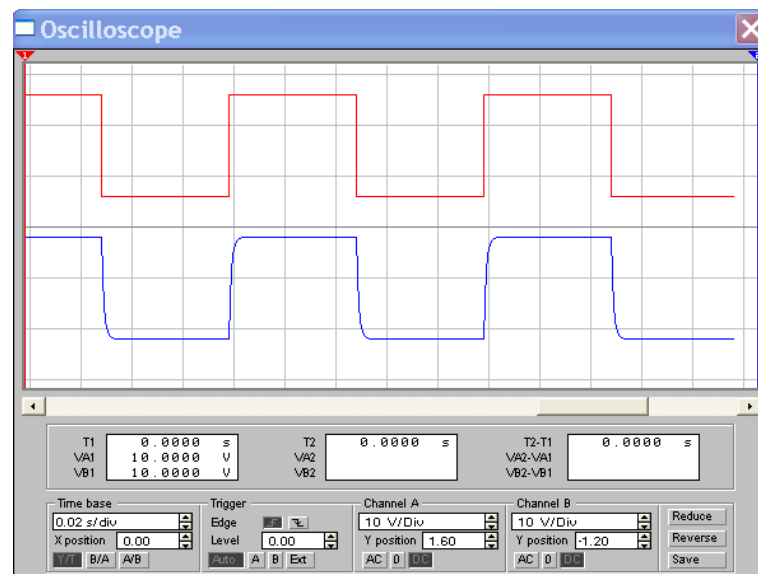 Oscilloscope
1
T1 0.0000 s T2 0.0000 s T2-T1 0.0000 s
VA1 10.0000 V VA2 VA2-VA1
VB1 10.0000 V VB2 VB2-VB1
Time base Trigger Channel A Channel B
0.02 s/div Edge 10 V/Div 10 V/Div Reduce
X position 0.00 Level 0.00 Y position 1.60 Y position -1.20 Reverse
Y/T B/A A/B Auto A B Ext AC 0 DC AC 0 DC Save